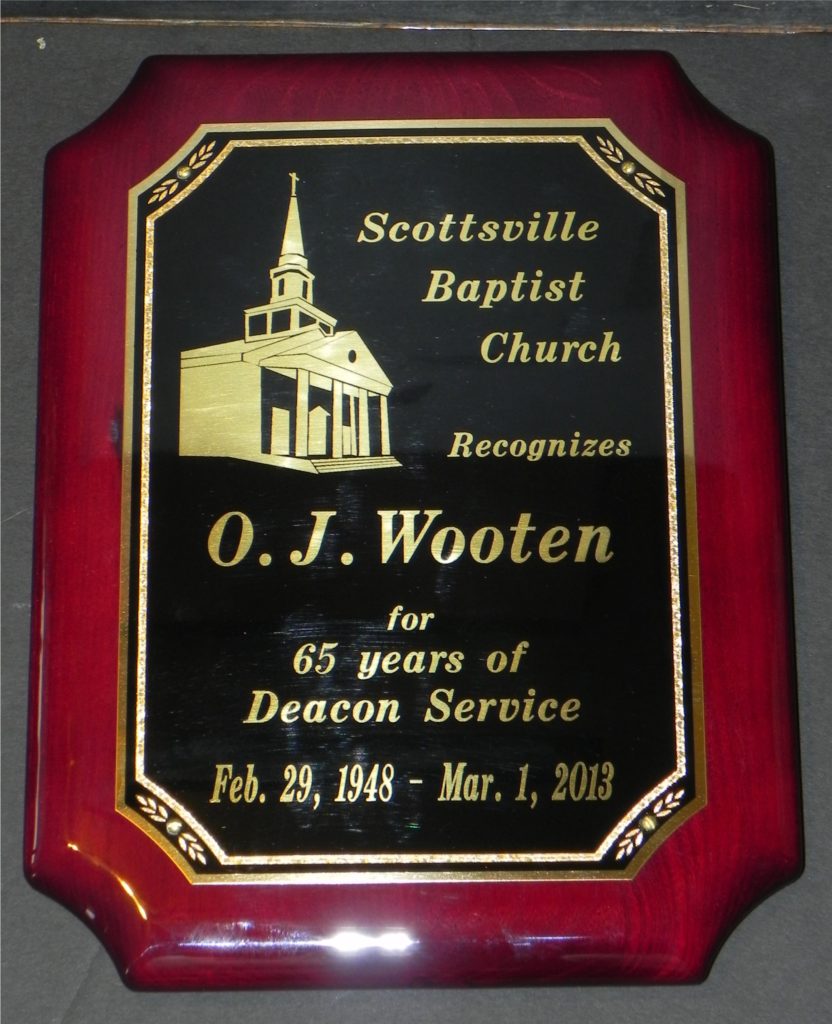 Scottsville
Baptist
Church
Recognizes
O. J. Wooten
for
65 years of
Deacon Service
Feb. 29, 1948 - Mar. 1, 2013